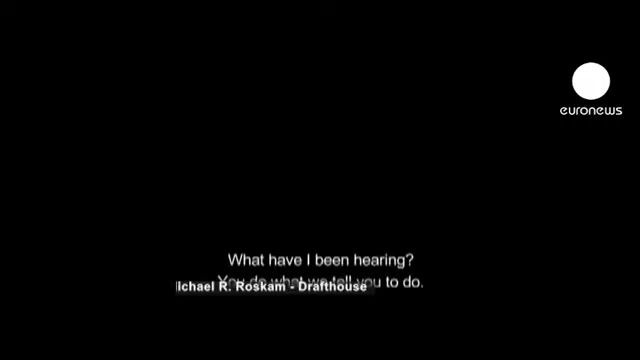 euronews
What have I been hearing?
You do what we tell you to do.
ichael R. Roskam - Drafthouse